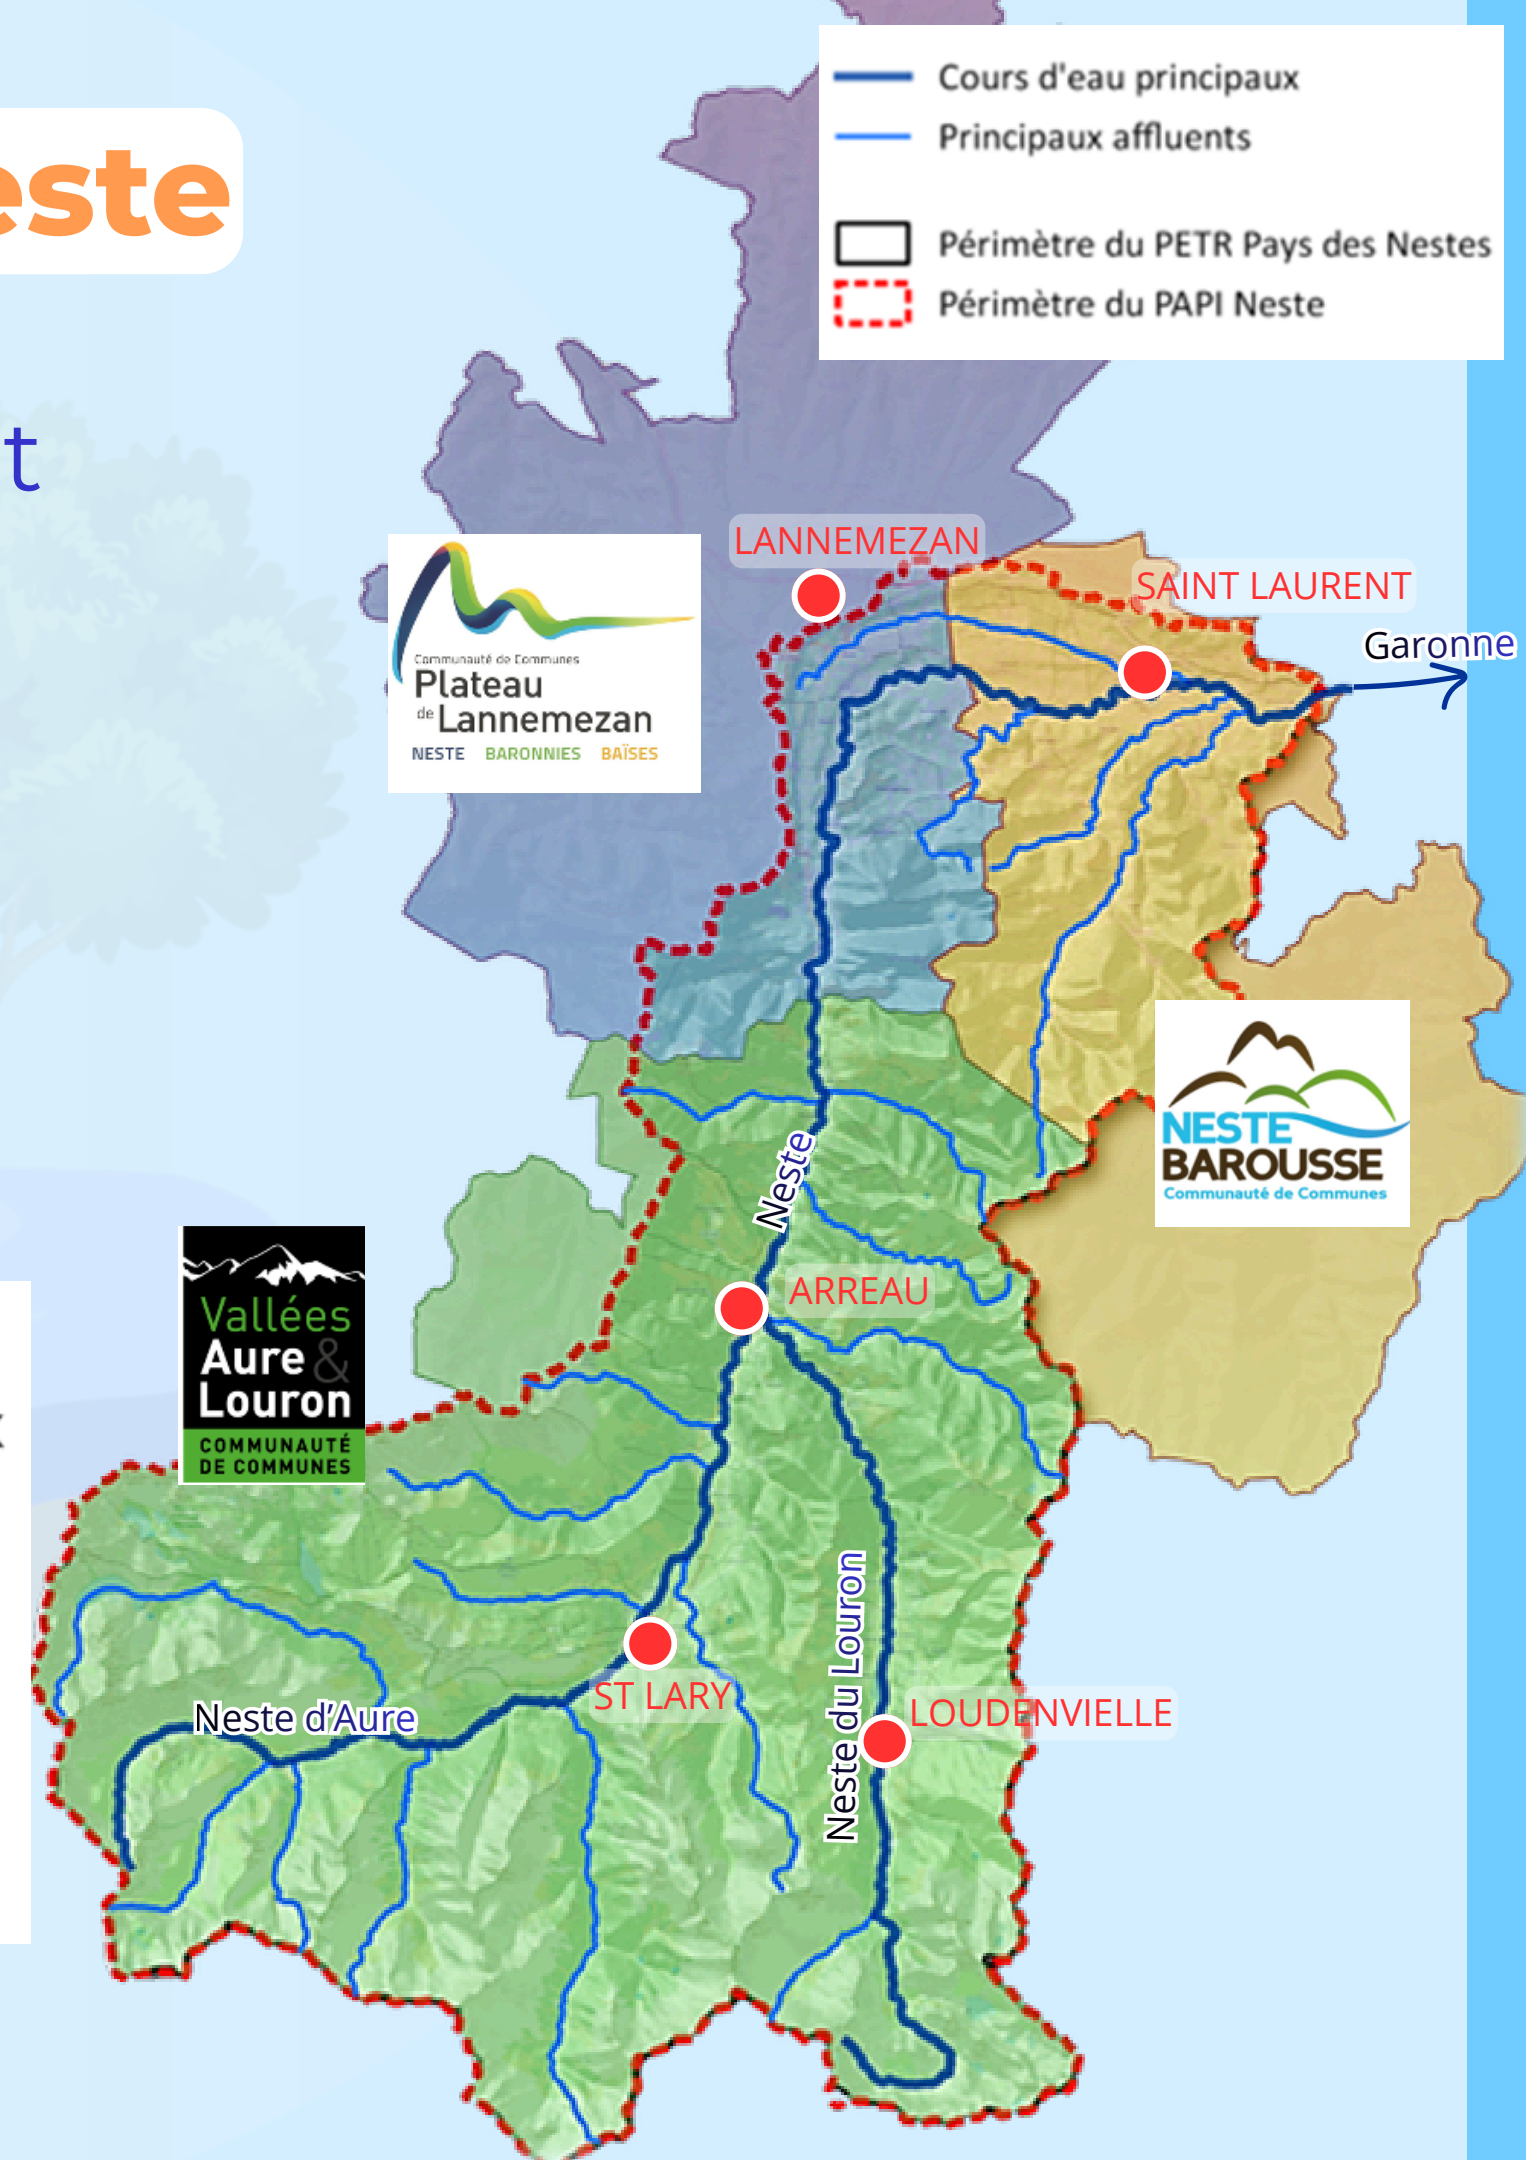 Cours d'eau principaux
Principaux affluents
Périmètre du PETR Pays des Nestes
Périmètre du PAPI Neste
este
t
LANNEMEZAN
SAINT LAURENT
Garonne
Communauté de Communes
Plateau
de Lannemezan
NESTE BARONNIES BAÏSES
NESTE
BAROUSSE
Communauté de Communes
Neste
Vallées
Aure &
Louron
COMMUNAUTÉ
DE COMMUNES
ARREAU
Neste du Louron
ST LARY
LOUDENVIELLE
Neste d'Aure